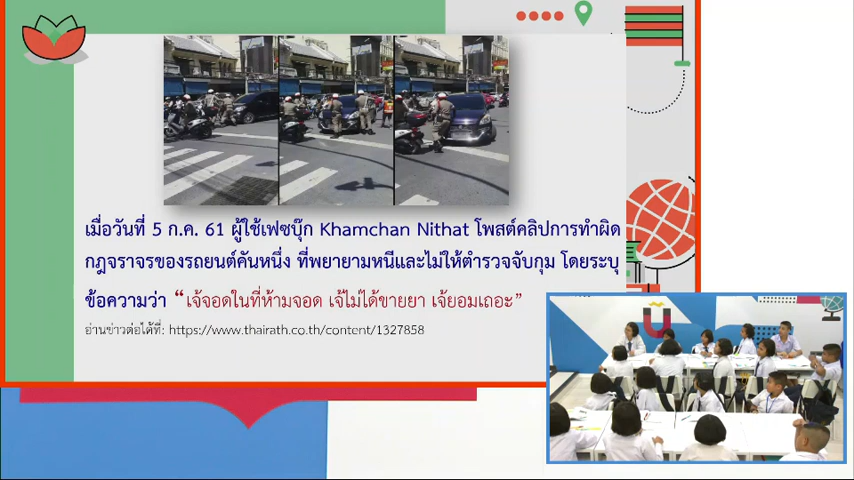 เมื่อวันที่ 5 ก.ค. 61 ผู้ใช้เฟซบุ๊ก Khamchan Nithat โพสต์คลิปการทำผิด
กฎจราจรของรถยนต์คันหนึ่ง ที่พยายามหนีและไม่ให้ตำรวจจับกุม โดยระบุ
ข้อความว่า “เจ้จอดในที่ห้ามจอด เจ้ไม่ได้ขายยา เจ้ยอมเถอะ”
อ่านข่าวต่อได้ที่: https://www.thairath.co.th/content/1327858